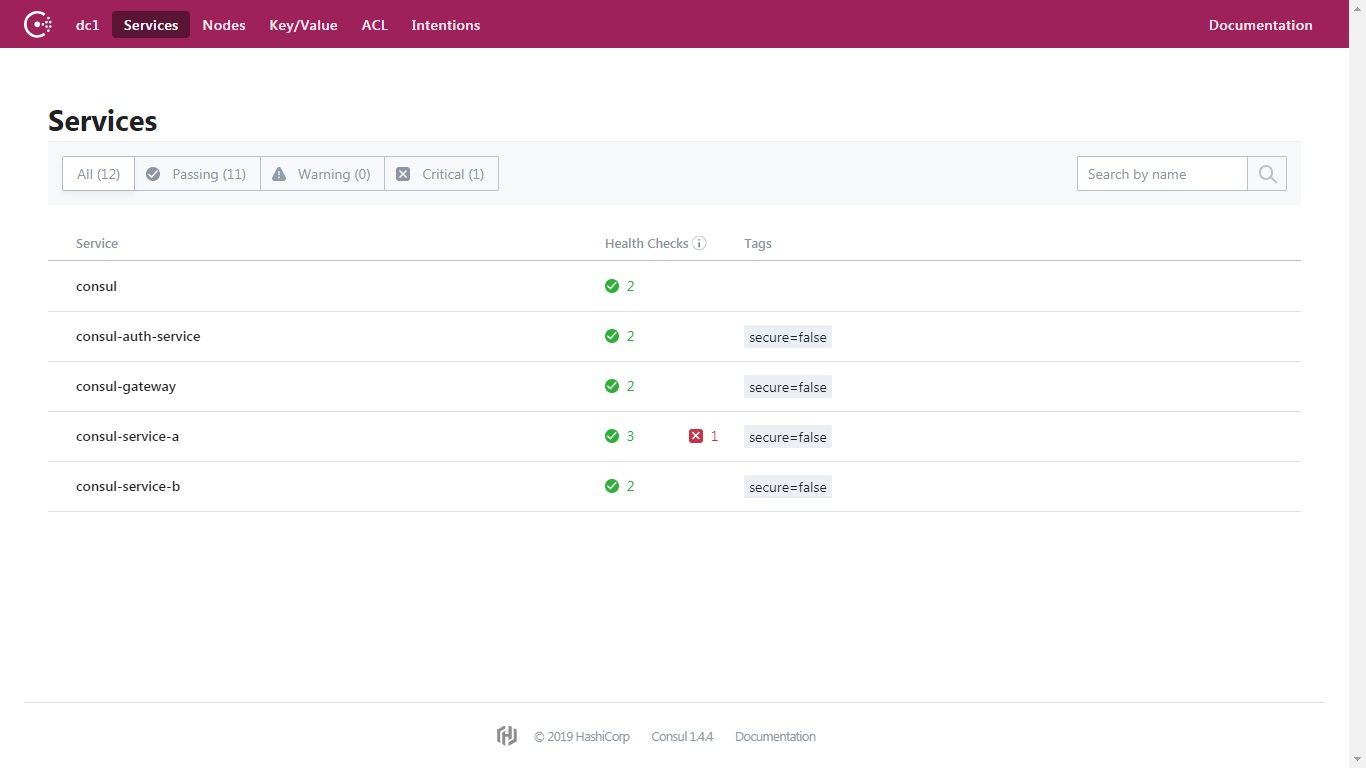 dc1 Services Nodes Key/Value ACL Intentions Documentation
Services
All (12) Passing (11) Warning (0) Critical (1) Search by name
Service Health Checks Tags
consul 2
consul-auth-service 2 secure=false
consul-gateway 2 secure=false
consul-service-a 3 1 secure=false
consul-service-b 2 secure=false
© 2019 HashiCorp Consul 1.4.4 Documentation